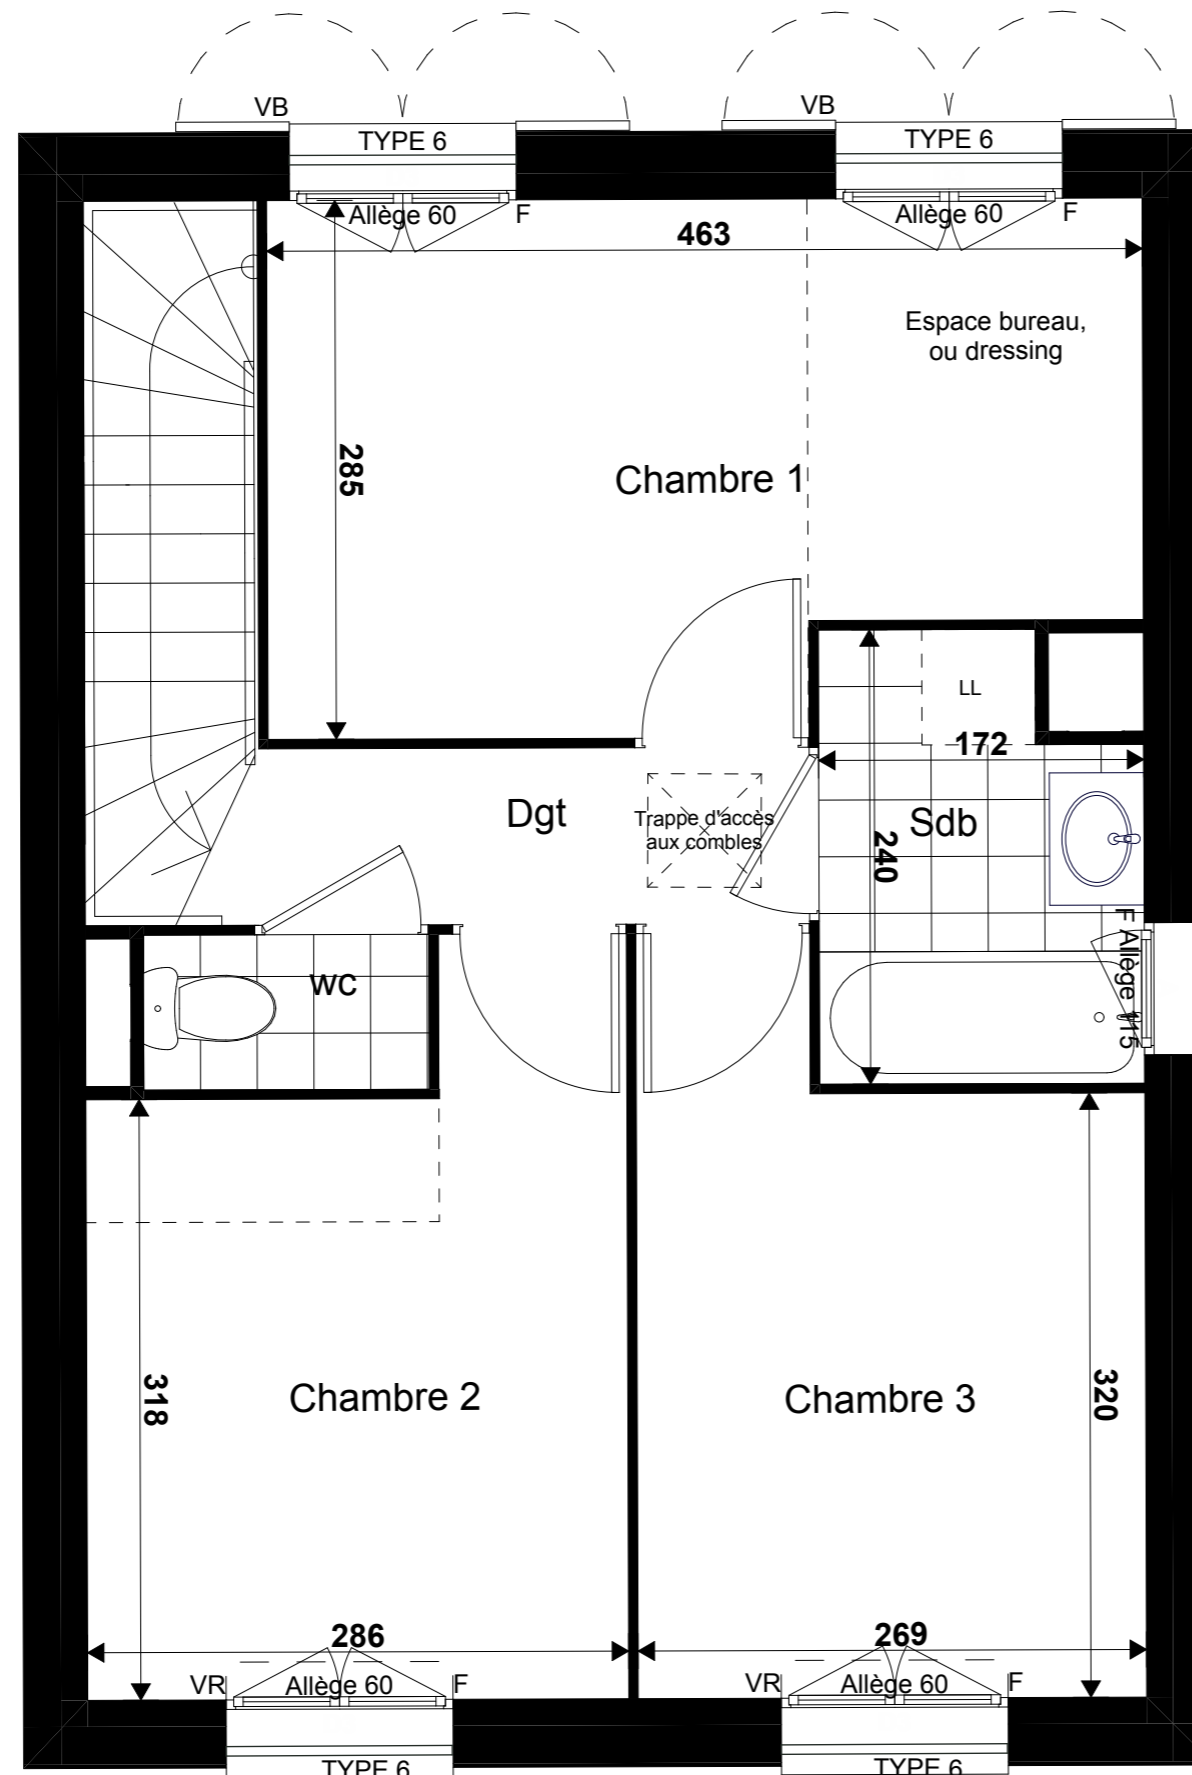 VB
VB
TYPE 6
TYPE 6
Allège 60
F
Allège 60
F
463
Espace bureau,
ou dressing
285
Chambre 1
LL
172
Dgt
Trappe d'accès
aux combles
Sdb
240
F Allège 115
wc
318
Chambre 2
Chambre 3
320
286
269
VR
Allège 60
F
VR
Allège 60
F
TYPE 6
TYPE 6